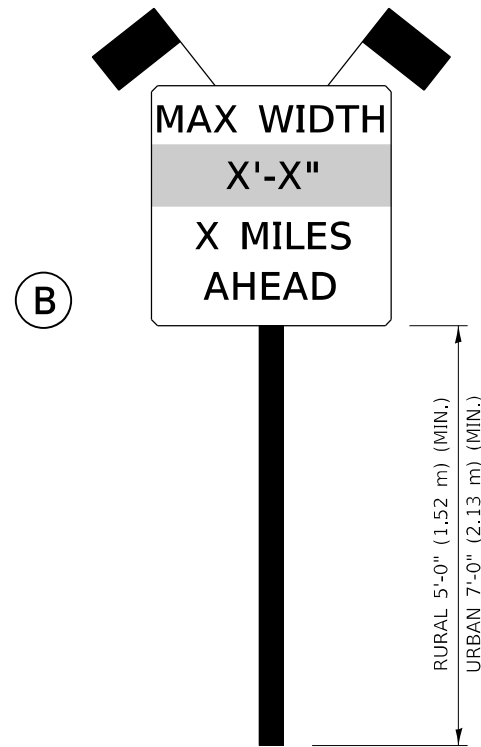 MAX WIDTH
X'-X"
X MILES
AHEAD
B
RURAL 5'-0" (1.52 m) (MIN.)
URBAN 7'-0" (2.13 m) (MIN.)